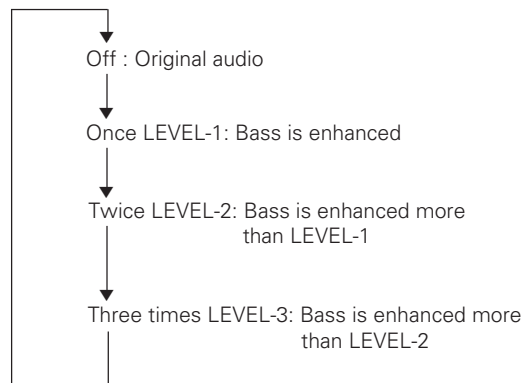 Off : Original audio
Once LEVEL-1: Bass is enhanced
Twice LEVEL-2: Bass is enhanced more
than LEVEL-1
Three times LEVEL-3: Bass is enhanced more
than LEVEL-2